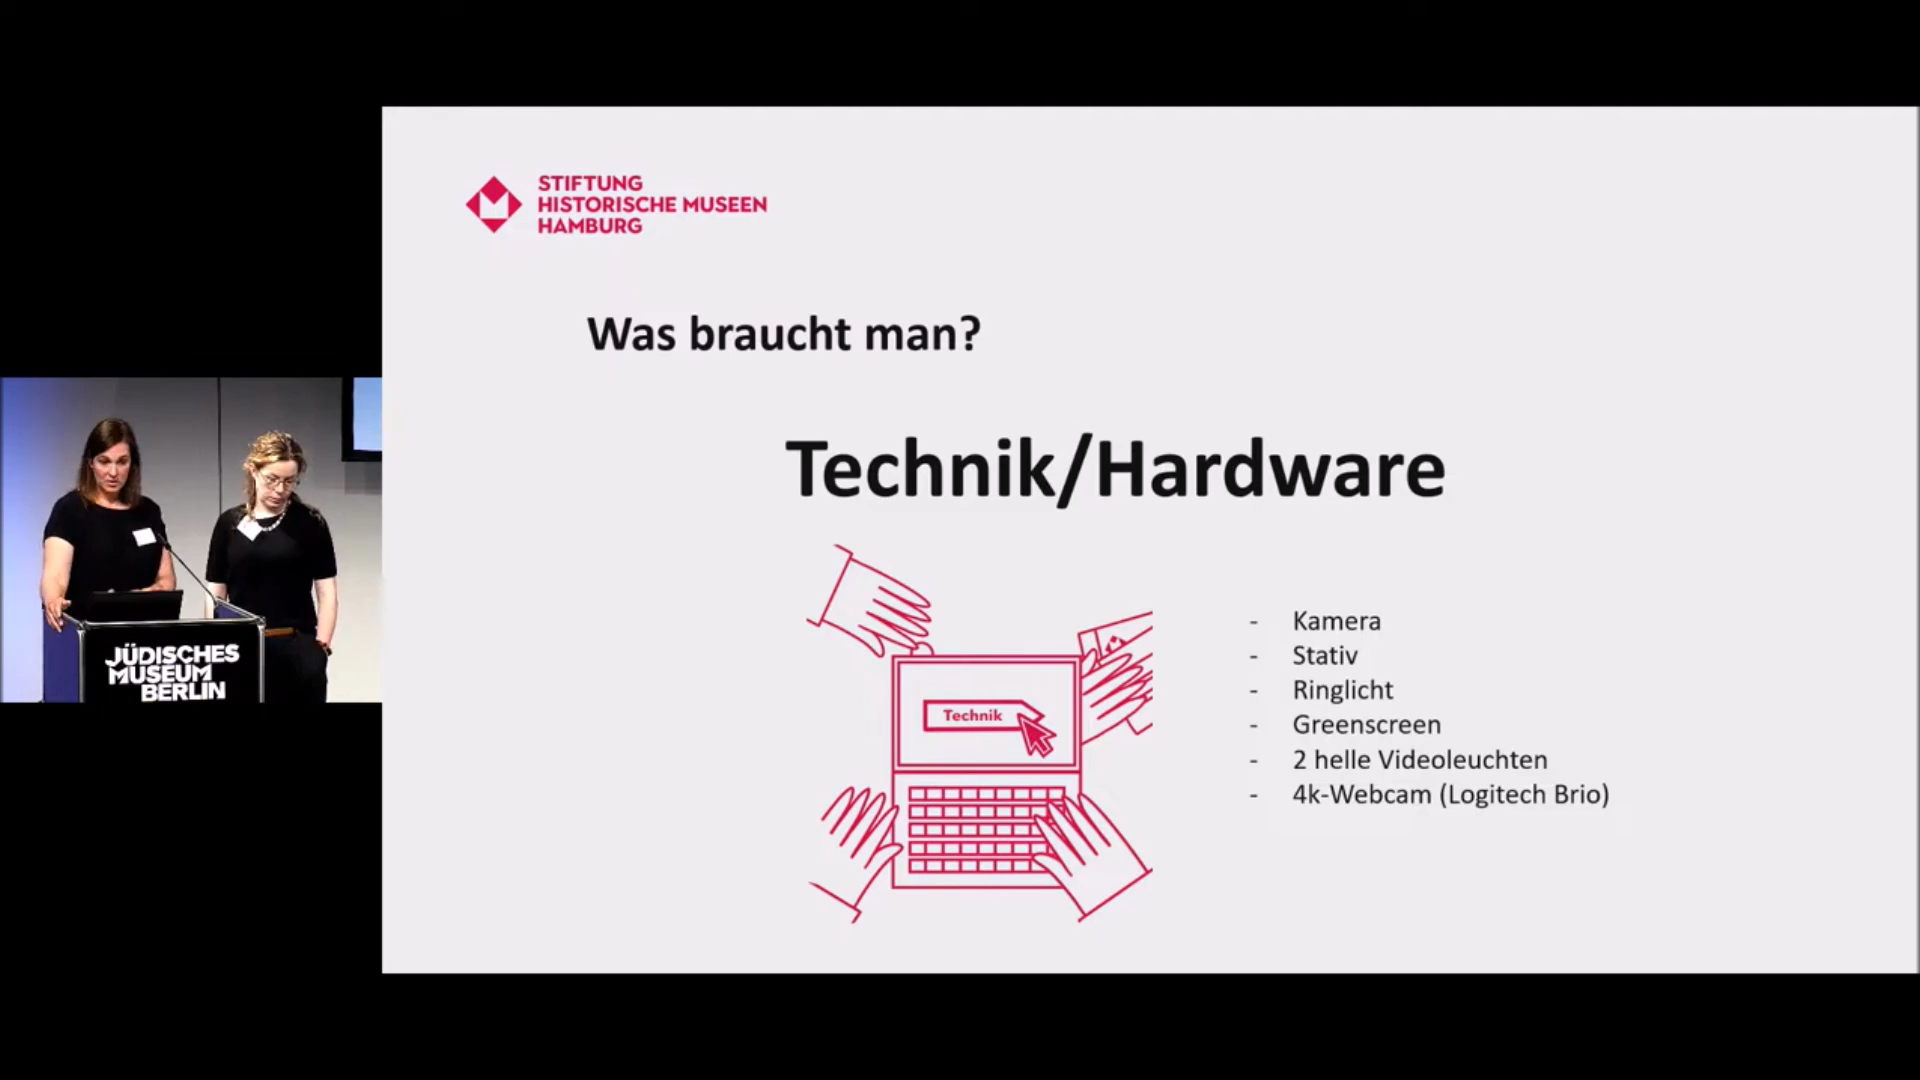 STIFTUNG
HISTORISCHE MUSEEN
HAMBURG
Was braucht man?
Technik/Hardware
Technik
- Kamera
- Stativ
- Ringlicht
- Greenscreen
- 2 helle Videoleuchten
- 4k-Webcam (Logitech Brio)
JÜDISCHES
MUSEUM
BERLIN